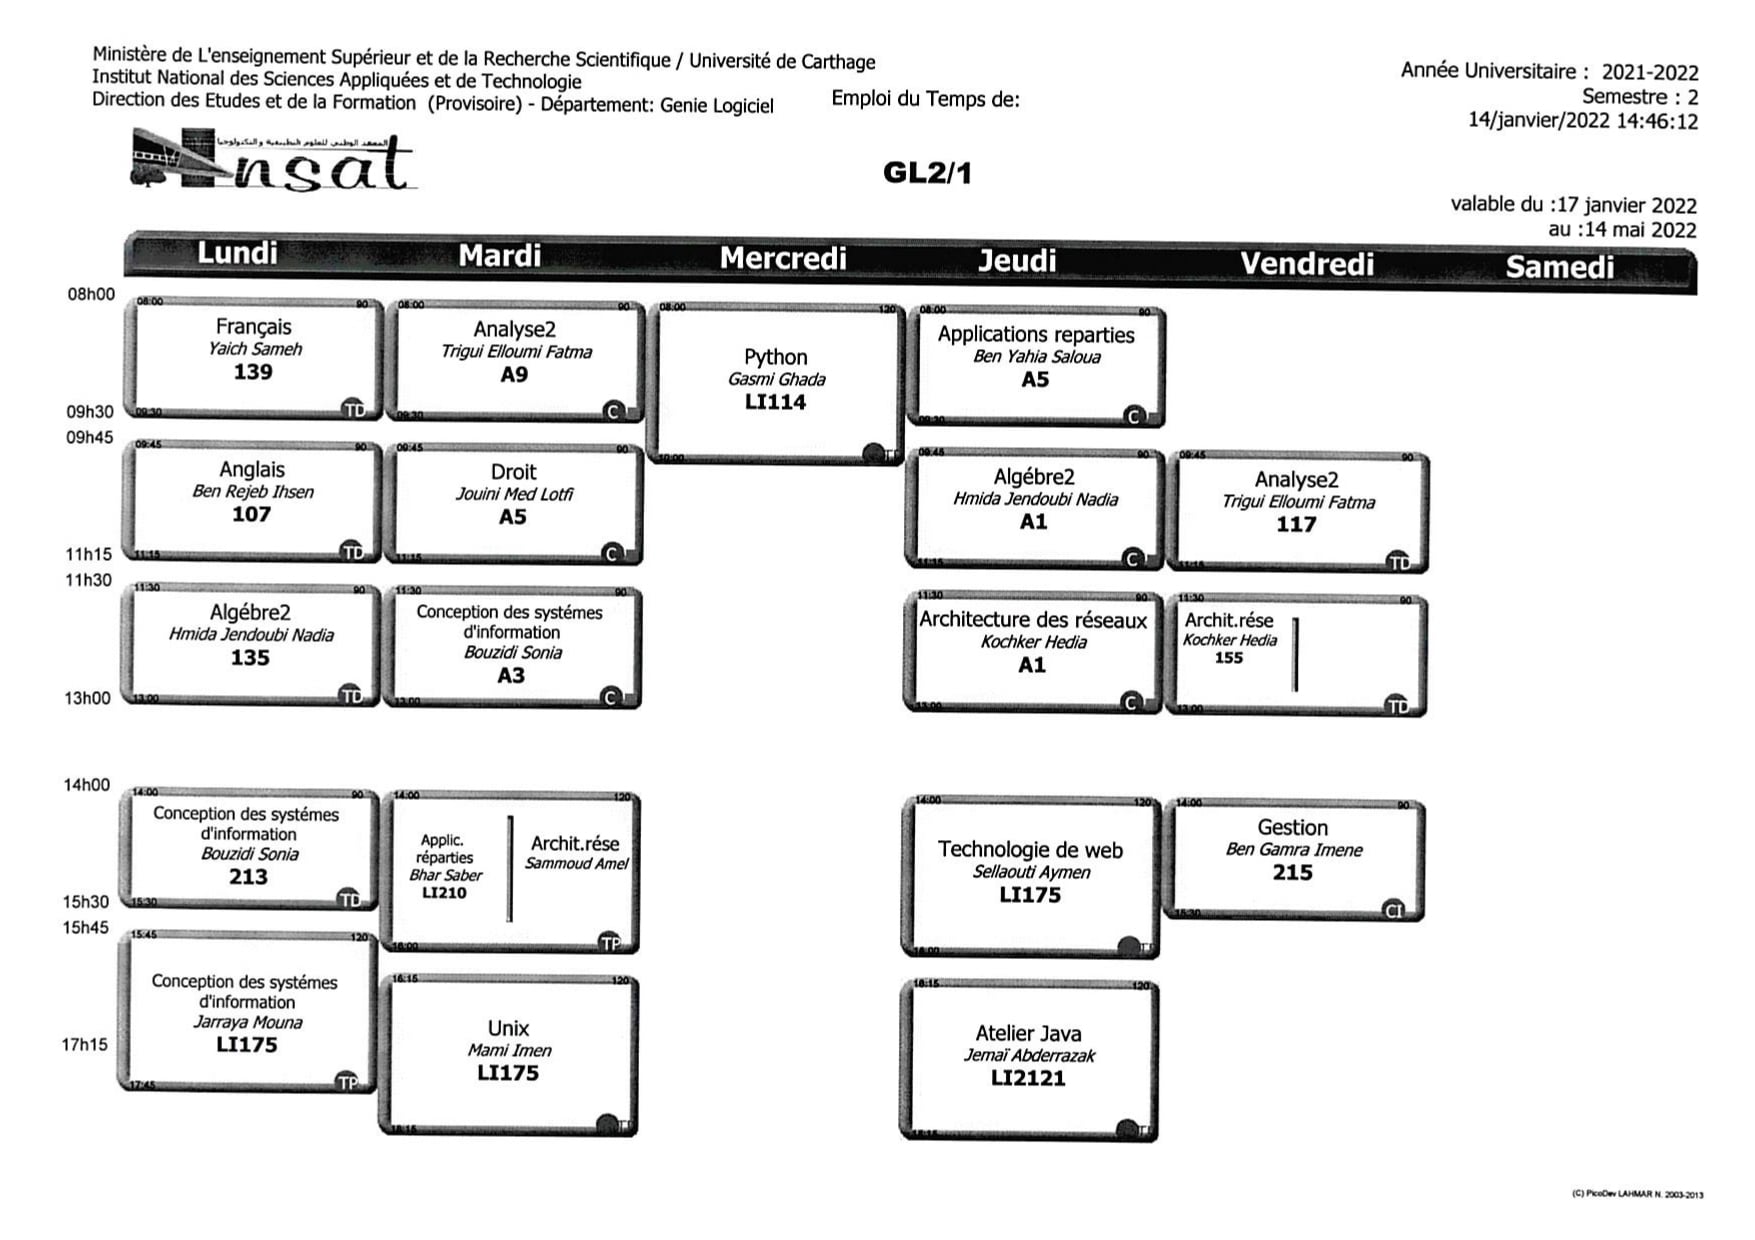 Ministère de L'enseignement Supérieur et de la Recherche Scientifique / Université de Carthage
Institut National des Sciences Appliquées et de Technologie
Direction des Etudes et de la Formation (Provisoire) - Département: Genie Logiciel
Emploi du Temps de:
Année Universitaire : 2021-2022
Semestre : 2
14/janvier/2022 14:46:12
المعهد الوطني للعلوم التطبيقية و التكنولوجيا
Insat
GL2/1
valable du :17 janvier 2022
au :14 mai 2022
Lundi Mardi Mercredi Jeudi Vendredi Samedi
08h00
09h30
09h45
11h15
11h30
13h00
14h00
15h30
15h45
17h15
08:00 90
Français
Yaich Sameh
139
09:30 TD
09:45 90
Anglais
Ben Rejeb Ihsen
107
11:15 TD
11:30 90
Algébre2
Hmida Jendoubi Nadia
135
13:00 TD
14:00 90
Conception des systémes
d'information
Bouzidi Sonia
213
15:30 TD
15:45 120
Conception des systémes
d'information
Jarraya Mouna
LI175
17:45 TP
08:00 90
Analyse2
Trigui Elloumi Fatma
A9
09:30 C
09:45 90
Droit
Jouini Med Lotfi
A5
11:15 C
11:30 90
Conception des systémes
d'information
Bouzidi Sonia
A3
13:00 C
14:00 120
Applic.
réparties
Bhar Saber
LI210
Archit.rése
Sammoud Amel
16:00 TP
16:15 120
Unix
Mami Imen
LI175
18:15
08:00 120
Python
Gasmi Ghada
LI114
10:00
08:00 90
Applications reparties
Ben Yahia Saloua
A5
09:30 C
09:45 90
Algébre2
Hmida Jendoubi Nadia
A1
11:15 C
11:30 90
Architecture des réseaux
Kochker Hedia
A1
13:00 C
14:00 120
Technologie de web
Sellaouti Aymen
LI175
16:00
16:15 120
Atelier Java
Jemaï Abderrazak
LI2121
18:15
09:45 90
Analyse2
Trigui Elloumi Fatma
117
11:15 TD
11:30 90
Archit.rése
Kochker Hedia
155
13:00 TD
14:00 90
Gestion
Ben Gamra Imene
215
15:30 CI
(C) PicoDev LAHMAR N. 2003-2013